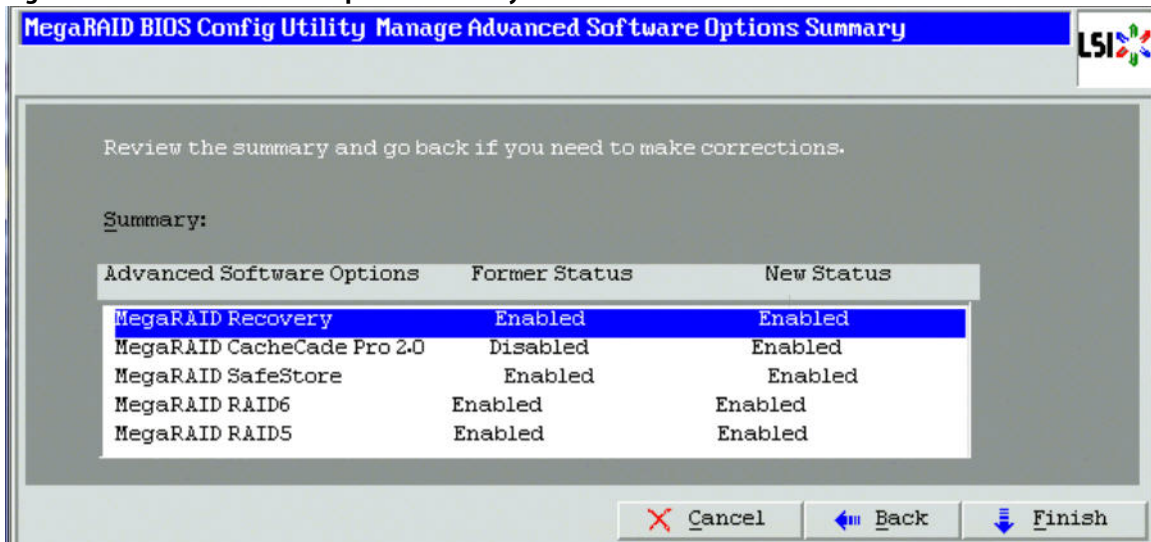 MegaRAID BIOS Config Utility Manage Advanced Software Options Summary
LSI
Review the summary and go back if you need to make corrections.
Summary:
Advanced Software Options Former Status New Status
MegaRAID Recovery Enabled Enabled
MegaRAID CacheCade Pro 2.0 Disabled Enabled
MegaRAID SafeStore Enabled Enabled
MegaRAID RAID6 Enabled Enabled
MegaRAID RAID5 Enabled Enabled
Cancel Back Finish